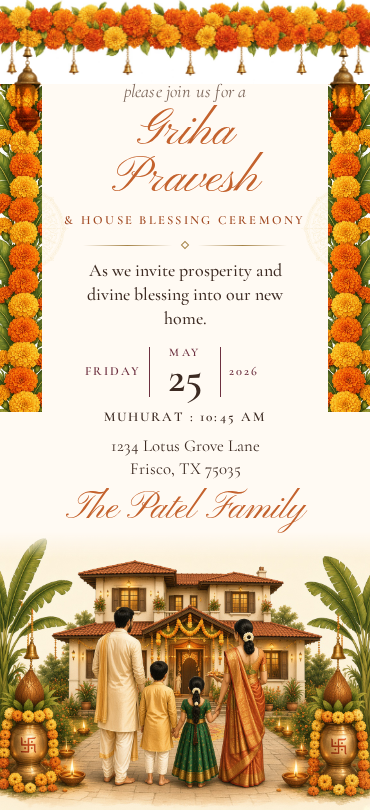 please join us for a
Griha
Pravesh
& HOUSE BLESSING CEREMONY
As we invite prosperity and
divine blessing into our new
home.
FRIDAY
MAY
25
2026
MUHURAT : 10:45 AM
1234 Lotus Grove Lane
Frisco, TX 75035
The Patel Family